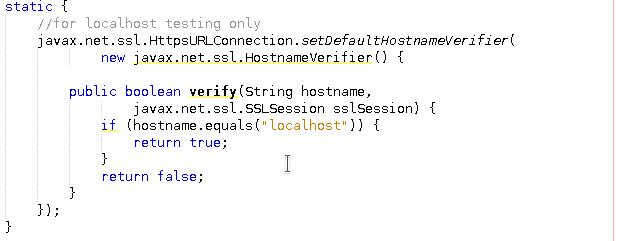 static {
    //for localhost testing only
    javax.net.ssl.HttpsURLConnection.setDefaultHostnameVerifier(
            new javax.net.ssl.HostnameVerifier() {
        public boolean verify(String hostname,
                javax.net.ssl.SSLSession sslSession) {
            if (hostname.equals("localhost")) {
                return true;
            }
            return false;
        }
    });
}